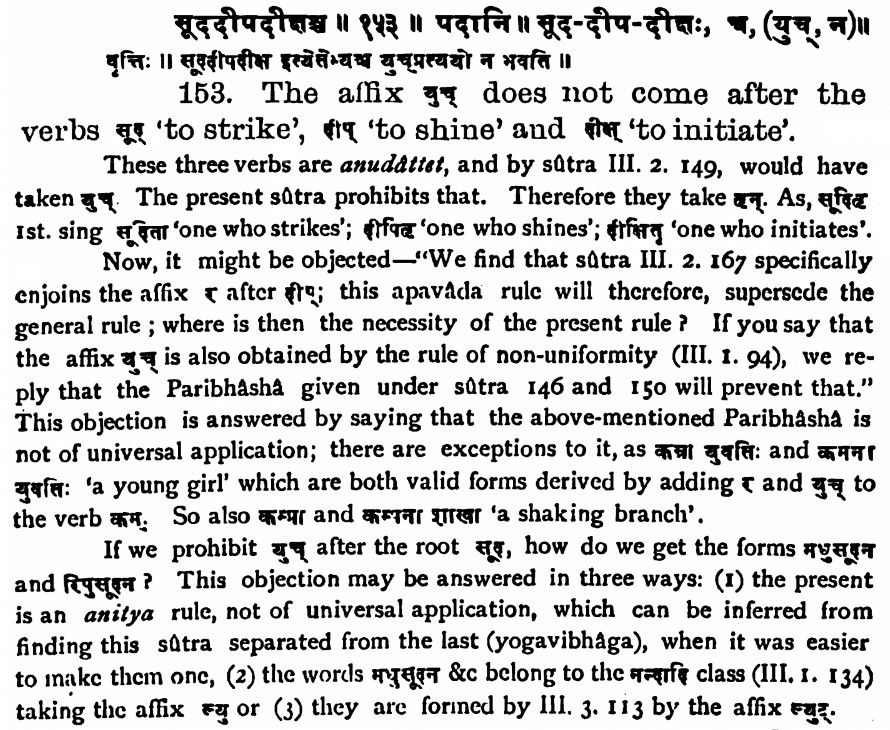 सूददीपदीक्षश्च ॥ १५३ ॥ पदानि ॥ सूद-दीप-दीक्षः, च, (युच्, न)॥
वृत्तिः ॥ सूददीपदीक्ष इत्येतेभ्यश्च युच्प्रत्ययो न भवति ॥
153. The affix युच् does not come after the
verbs सूद् 'to strike', दीप् 'to shine' and दीक्ष् 'to initiate'.
These three verbs are anudâttet, and by sûtra III. 2. 149, would have
taken युच्. The present sûtra prohibits that. Therefore they take तृन्. As, सूदितृ
1st. sing सूदिता 'one who strikes'; दीपितृ 'one who shines'; दीक्षितृ 'one who initiates'.
Now, it might be objected—"We find that sûtra III. 2. 167 specifically
enjoins the affix र after दीप्; this apavâda rule will therefore, supersede the
general rule ; where is then the necessity of the present rule ? If you say that
the affix युच् is also obtained by the rule of non-uniformity (III. 1. 94), we re-
ply that the Paribhâshâ given under sûtra 146 and 150 will prevent that."
This objection is answered by saying that the above-mentioned Paribhâshâ is
not of universal application; there are exceptions to it, as कम्रा युवतिः and कमना
युवतिः 'a young girl' which are both valid forms derived by adding र and युच् to
the verb कम्. So also कम्प्रा and कम्पना शाखा 'a shaking branch'.
If we prohibit युच् after the root सूद्, how do we get the forms मधुसूदन
and रिपुसूदन ? This objection may be answered in three ways: (1) the present
is an anitya rule, not of universal application, which can be inferred from
finding this sûtra separated from the last (yogavibhâga), when it was easier
to make them one, (2) the words मधुसूदन &c belong to the नन्द्यादि class (III. 1. 134)
taking the affix ल्यु or (3) they are formed by III. 3. 113 by the affix ल्युट्.